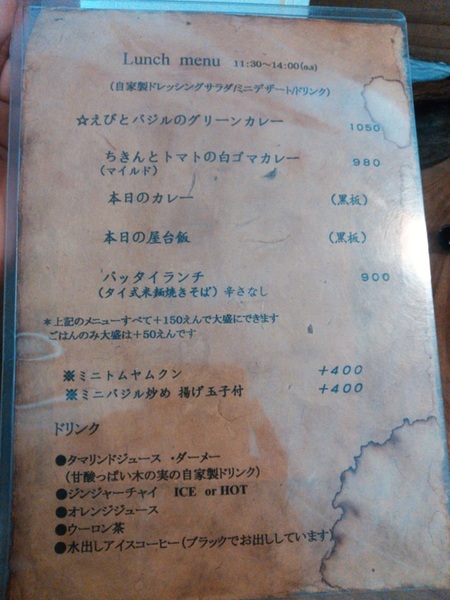 Lunch menu 11:30～14:00(o.s)
(自家製ドレッシングサラダ/ミニデザート/ドリンク)
☆えびとバジルのグリーンカレー 1050
ちきんとトマトの白ゴマカレー 980
(マイルド)
本日のカレー (黒板)
本日の屋台飯 (黒板)
パッタイランチ 900
(タイ式米麺焼きそば) 辛さなし
＊上記のメニューすべて＋150えんで大盛にできます
ごはんのみ大盛は＋50えんです
※ミニトムヤムクン +400
※ミニバジル炒め 揚げ玉子付 +400
ドリンク
●タマリンドジュース ・ダーメー
(甘酸っぱい木の実の自家製ドリンク)
●ジンジャーチャイ ICE or HOT
●オレンジジュース
●ウーロン茶
●水出しアイスコーヒー(ブラックでお出ししています)